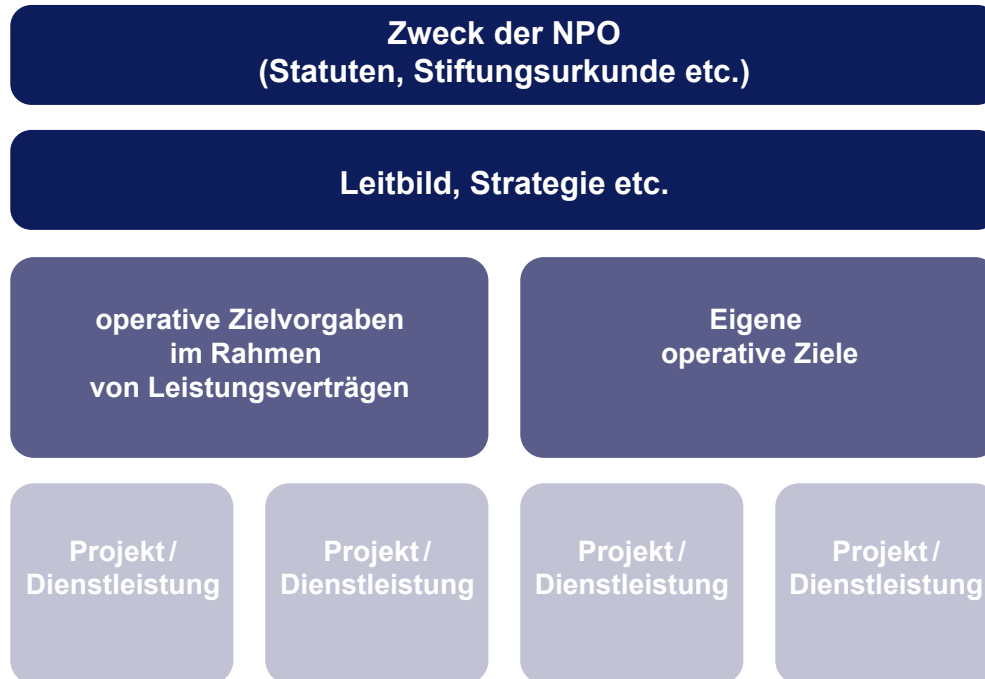 Zweck der NPO
(Statuten, Stiftungsurkunde etc.)
Leitbild, Strategie etc.
operative Zielvorgaben
im Rahmen
von Leistungsverträgen
Eigene
operative Ziele
Projekt /
Dienstleistung
Projekt /
Dienstleistung
Projekt /
Dienstleistung
Projekt /
Dienstleistung